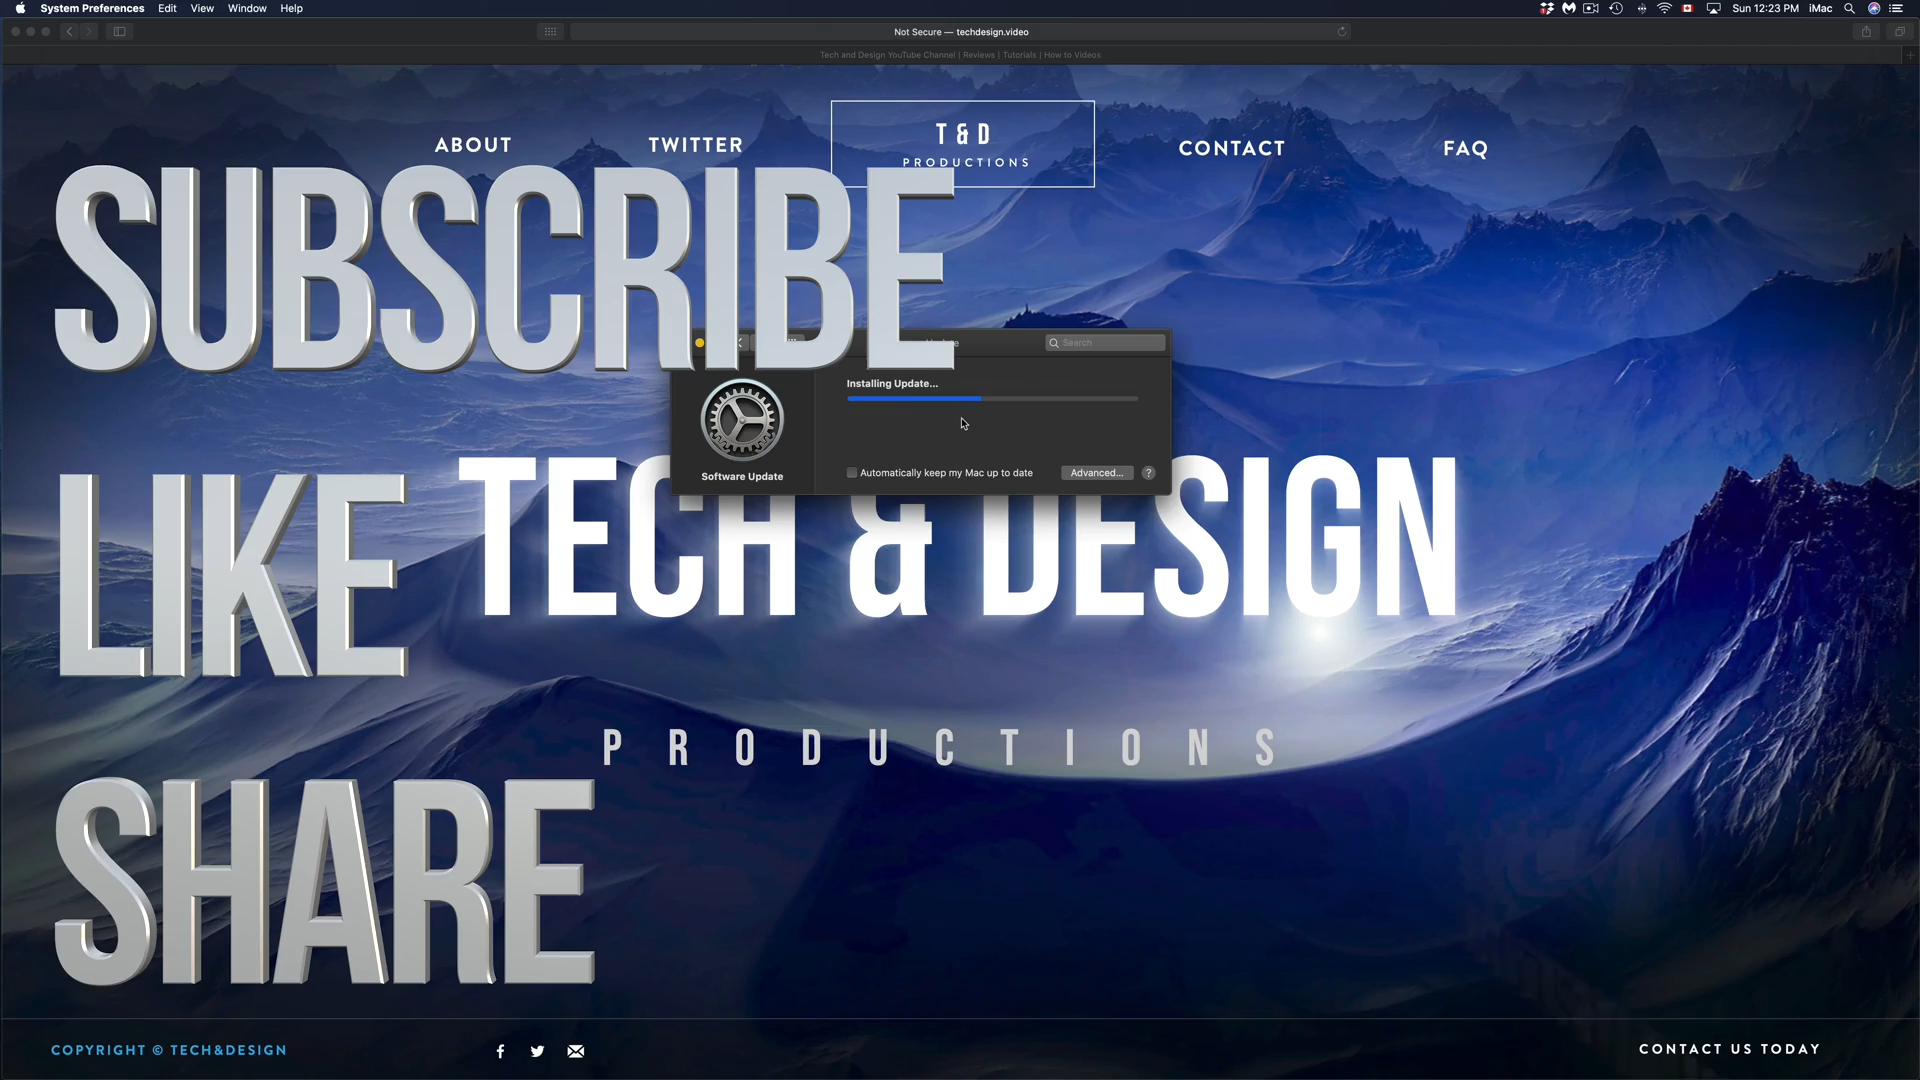 System Preferences Edit View Window Help
Sun 12:23 PM iMac
Not Secure — techdesign.video
Tech and Design YouTube Channel | Reviews | Tutorials | How to Videos
ABOUT
TWITTER
T & D
PRODUCTIONS
CONTACT
FAQ
SUBSCRIBE
Search
Installing Update...
Automatically keep my Mac up to date
Advanced...
?
Software Update
LIKE
TECH & DESIGN
PRODUCTIONS
SHARE
COPYRIGHT © TECH&DESIGN
CONTACT US TODAY